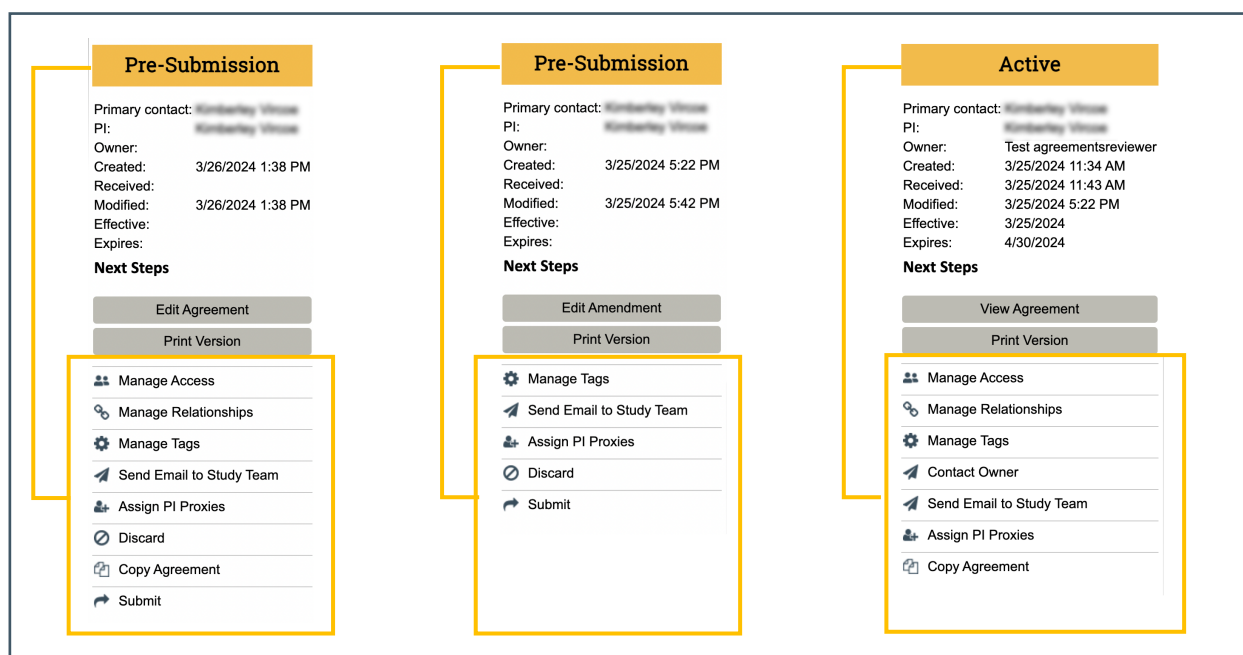 Pre-Submission
Primary contact:
PI:
Owner:
Created: 3/26/2024 1:38 PM
Received:
Modified: 3/26/2024 1:38 PM
Effective:
Expires:
Next Steps
Edit Agreement
Print Version
Manage Access
Manage Relationships
Manage Tags
Send Email to Study Team
Assign PI Proxies
Discard
Copy Agreement
Submit
Pre-Submission
Primary contact:
PI:
Owner:
Created: 3/25/2024 5:22 PM
Received:
Modified: 3/25/2024 5:42 PM
Effective:
Expires:
Next Steps
Edit Amendment
Print Version
Manage Tags
Send Email to Study Team
Assign PI Proxies
Discard
Submit
Active
Primary contact:
PI:
Owner: Test agreementsreviewer
Created: 3/25/2024 11:34 AM
Received: 3/25/2024 11:43 AM
Modified: 3/25/2024 5:22 PM
Effective: 3/25/2024
Expires: 4/30/2024
Next Steps
View Agreement
Print Version
Manage Access
Manage Relationships
Manage Tags
Contact Owner
Send Email to Study Team
Assign PI Proxies
Copy Agreement